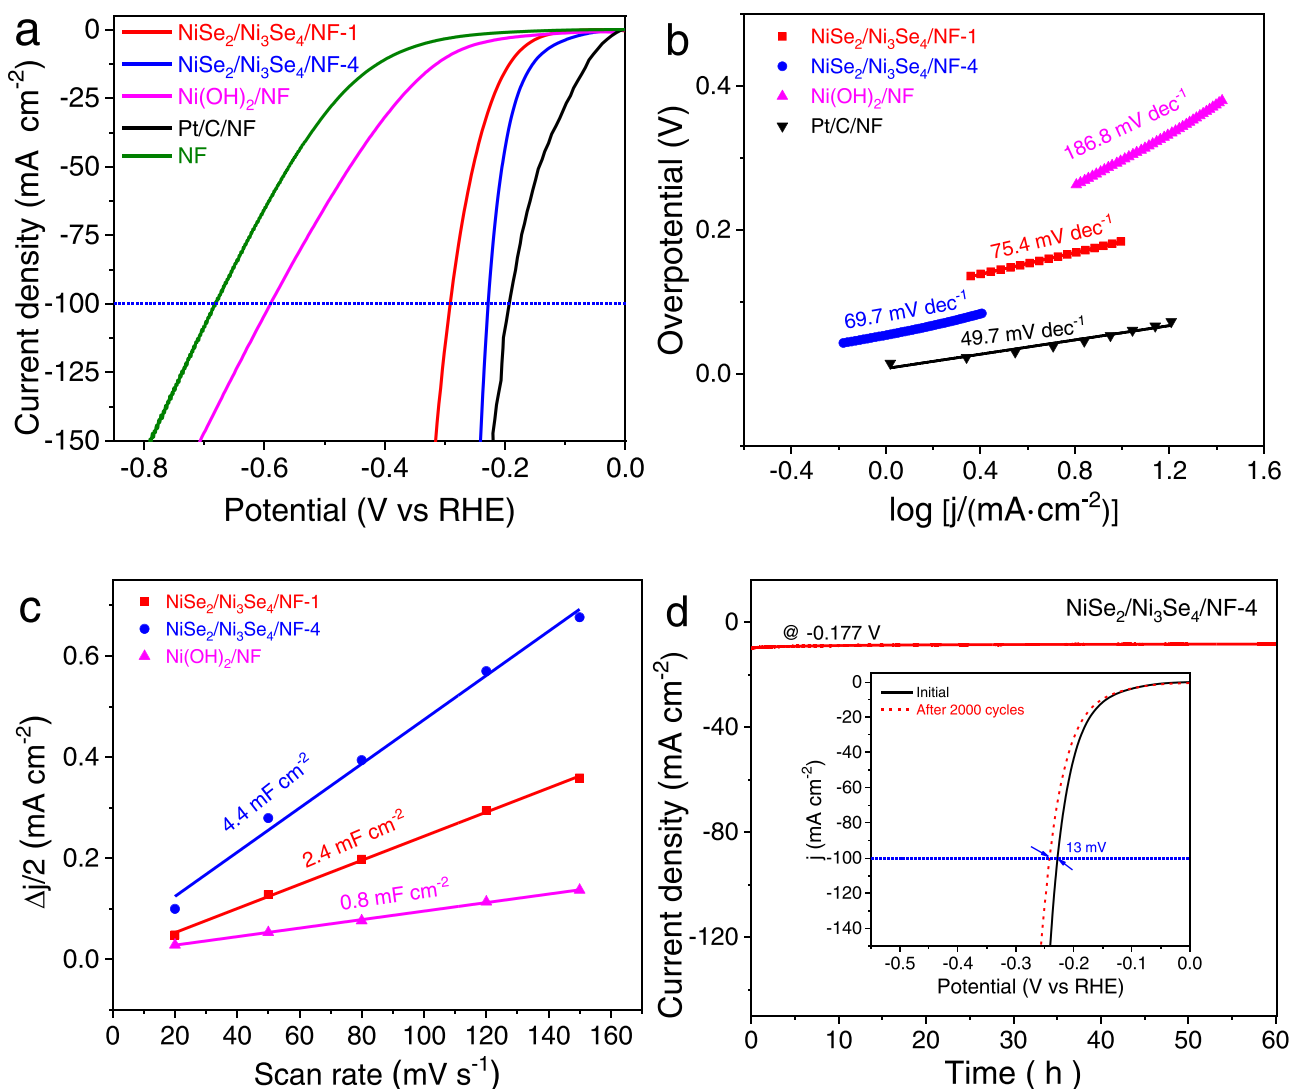 a
NiSe₂/Ni₃Se₄/NF-1
NiSe₂/Ni₃Se₄/NF-4
Ni(OH)₂/NF
Pt/C/NF
NF
0
-25
-50
-75
-100
-125
-150
Current density (mA cm⁻²)
-0.8
-0.6
-0.4
-0.2
0.0
Potential (V vs RHE)
b
NiSe₂/Ni₃Se₄/NF-1
NiSe₂/Ni₃Se₄/NF-4
Ni(OH)₂/NF
Pt/C/NF
186.8 mV dec⁻¹
75.4 mV dec⁻¹
69.7 mV dec⁻¹
49.7 mV dec⁻¹
0.4
0.2
0.0
Overpotential (V)
-0.4
0.0
0.4
0.8
1.2
1.6
log [j/(mA·cm⁻²)]
c
NiSe₂/Ni₃Se₄/NF-1
NiSe₂/Ni₃Se₄/NF-4
Ni(OH)₂/NF
4.4 mF cm⁻²
2.4 mF cm⁻²
0.8 mF cm⁻²
0.6
0.4
0.2
0.0
Δj/2 (mA cm⁻²)
0
20
40
60
80
100
120
140
160
Scan rate (mV s⁻¹)
d
NiSe₂/Ni₃Se₄/NF-4
@ -0.177 V
0
-40
-80
-120
Current density (mA cm⁻²)
0
10
20
30
40
50
60
Time ( h )
Initial
After 2000 cycles
13 mV
0
-20
-40
-60
-80
-100
-120
-140
j (mA cm⁻²)
-0.5
-0.4
-0.3
-0.2
-0.1
0.0
Potential (V vs RHE)